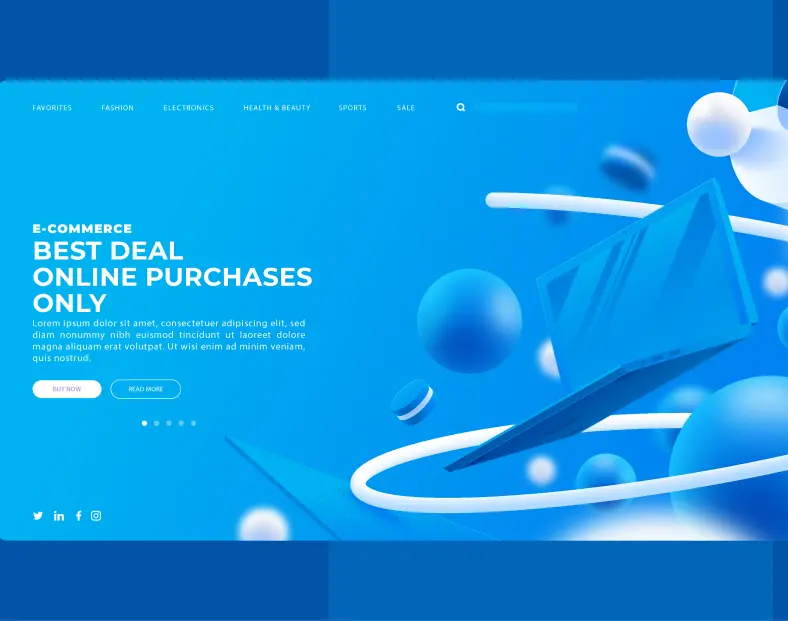 FAVORITES FASHION ELECTRONICS HEALTH & BEAUTY SPORTS SALE
E-COMMERCE
BEST DEAL
ONLINE PURCHASES
ONLY
Lorem ipsum dolor sit amet, consectetuer adipiscing elit, sed
diam nonummy nibh euismod tincidunt ut laoreet dolore
magna aliquam erat volutpat. Ut wisi enim ad minim veniam,
quis nostrud.
BUY NOW READ MORE